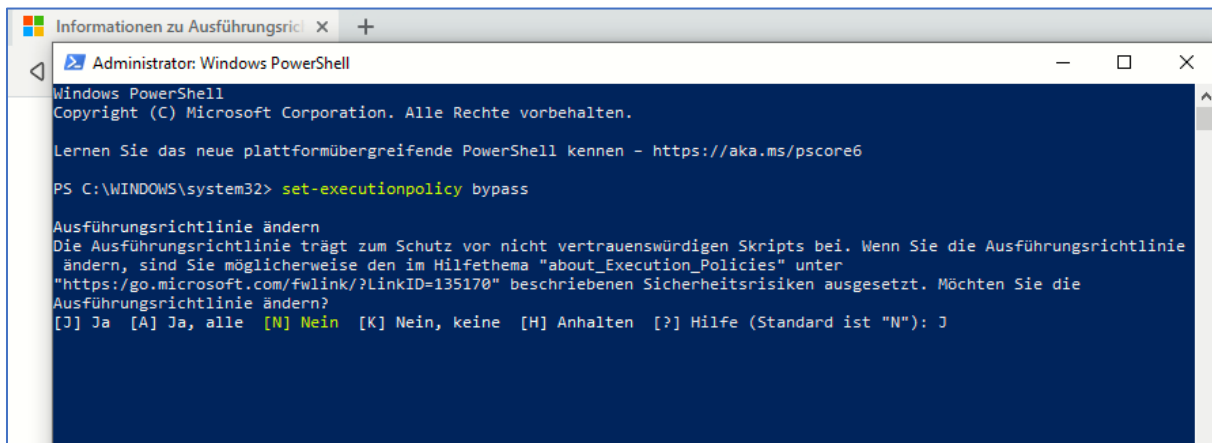 Informationen zu Ausführungsric
Administrator: Windows PowerShell
Windows PowerShell
Copyright (C) Microsoft Corporation. Alle Rechte vorbehalten.
Lernen Sie das neue plattformübergreifende PowerShell kennen – https://aka.ms/pscore6
PS C:\WINDOWS\system32> set-executionpolicy bypass
Ausführungsrichtlinie ändern
Die Ausführungsrichtlinie trägt zum Schutz vor nicht vertrauenswürdigen Skripts bei. Wenn Sie die Ausführungsrichtlinie
ändern, sind Sie möglicherweise den im Hilfethema "about_Execution_Policies" unter
"https:/go.microsoft.com/fwlink/?LinkID=135170" beschriebenen Sicherheitsrisiken ausgesetzt. Möchten Sie die
Ausführungsrichtlinie ändern?
[J] Ja [A] Ja, alle [N] Nein [K] Nein, keine [H] Anhalten [?] Hilfe (Standard ist "N"): J